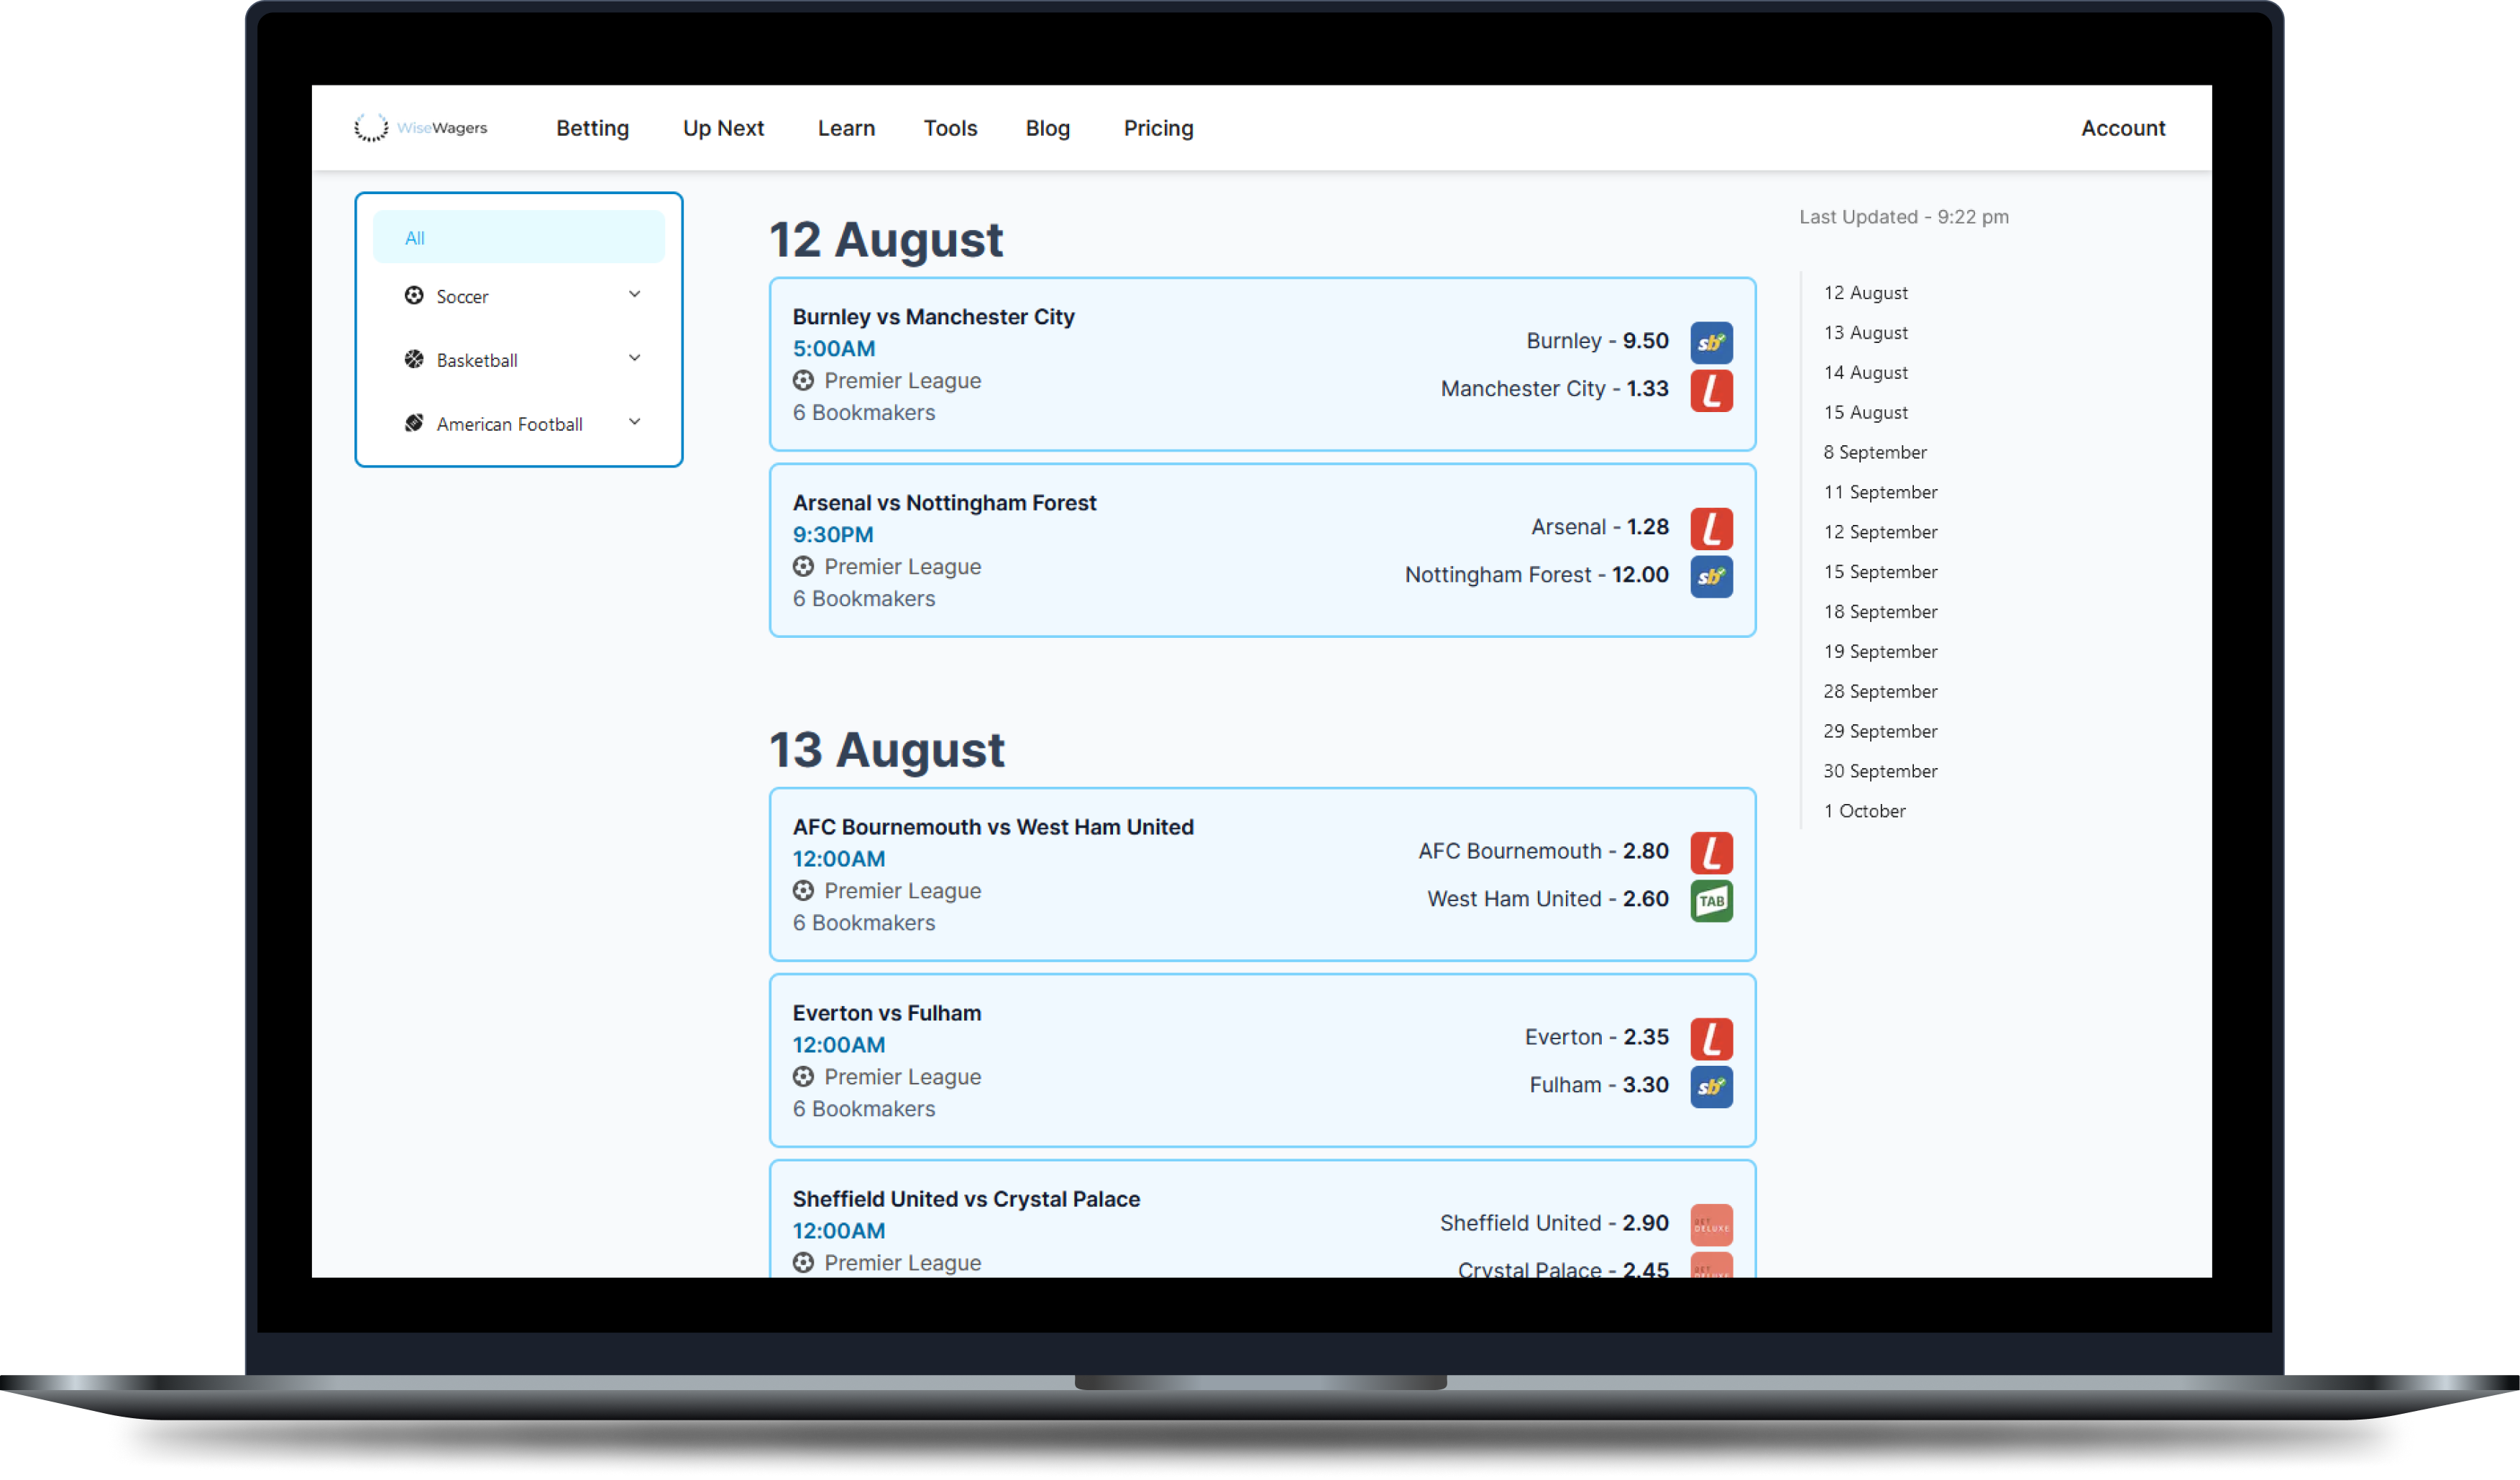 WiseWagers
Betting
Up Next
Learn
Tools
Blog
Pricing
Account
All
Soccer
Basketball
American Football
12 August
Burnley vs Manchester City
5:00AM
Premier League
6 Bookmakers
Burnley - 9.50
sb
Manchester City - 1.33
L
Arsenal vs Nottingham Forest
9:30PM
Premier League
6 Bookmakers
Arsenal - 1.28
L
Nottingham Forest - 12.00
sb
13 August
AFC Bournemouth vs West Ham United
12:00AM
Premier League
6 Bookmakers
AFC Bournemouth - 2.80
L
West Ham United - 2.60
TAB
Everton vs Fulham
12:00AM
Premier League
6 Bookmakers
Everton - 2.35
L
Fulham - 3.30
sb
Sheffield United vs Crystal Palace
12:00AM
Premier League
Sheffield United - 2.90
BET
DELUXE
Crystal Palace - 2.45
BET
DELUXE
Last Updated - 9:22 pm
12 August
13 August
14 August
15 August
8 September
11 September
12 September
15 September
18 September
19 September
28 September
29 September
30 September
1 October